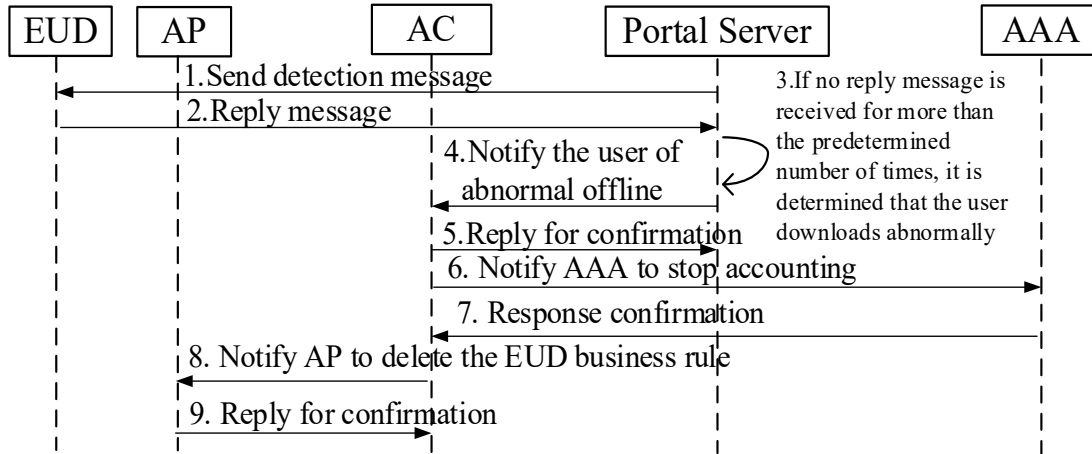 EUD
AP
AC
Portal Server
AAA
1.Send detection message
2.Reply message
3.If no reply message is
received for more than
the predetermined
number of times, it is
determined that the user
downloads abnormally
4.Notify the user of
abnormal offline
5.Reply for confirmation
6. Notify AAA to stop accounting
7. Response confirmation
8. Notify AP to delete the EUD business rule
9. Reply for confirmation